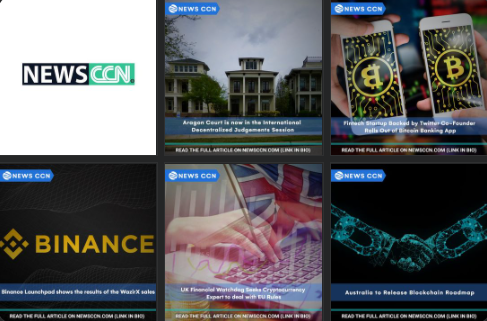 NEWS CCN
NEWS CCN
Aragon Court is now in the International
Decentralized Judgements Session
READ THE FULL ARTICLE ON NEWSCCN.COM (LINK IN BIO)
NEWS CCN
Fintech Startup Backed by Twitter Co-Founder
Rolls Out of Bitcoin Banking App
READ THE FULL ARTICLE ON NEWSCCN.COM (LINK IN BIO)
NEWS CCN
BINANCE
Binance Launchpad shows the results of the WazirX sales
READ THE FULL ARTICLE ON NEWSCCN.COM (LINK IN BIO)
NEWS CCN
UK Financial Watchdog Seeks Cryptocurrency
Expert to deal with EU Rules
READ THE FULL ARTICLE ON NEWSCCN.COM (LINK IN BIO)
NEWS CCN
Australia to Release Blockchain Roadmap
READ THE FULL ARTICLE ON NEWSCCN.COM (LINK IN BIO)